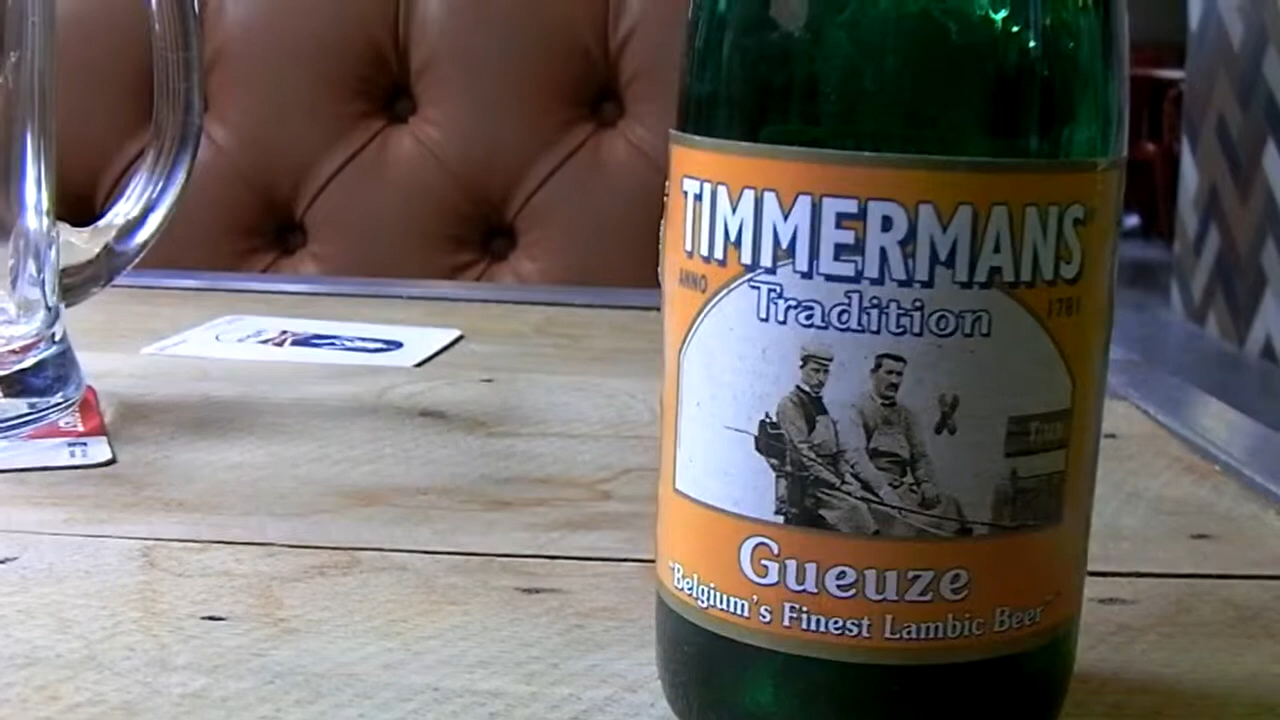 TIMMERMANS
ANNO 1781
Tradition
Gueuze
"Belgium's Finest Lambic Beer"